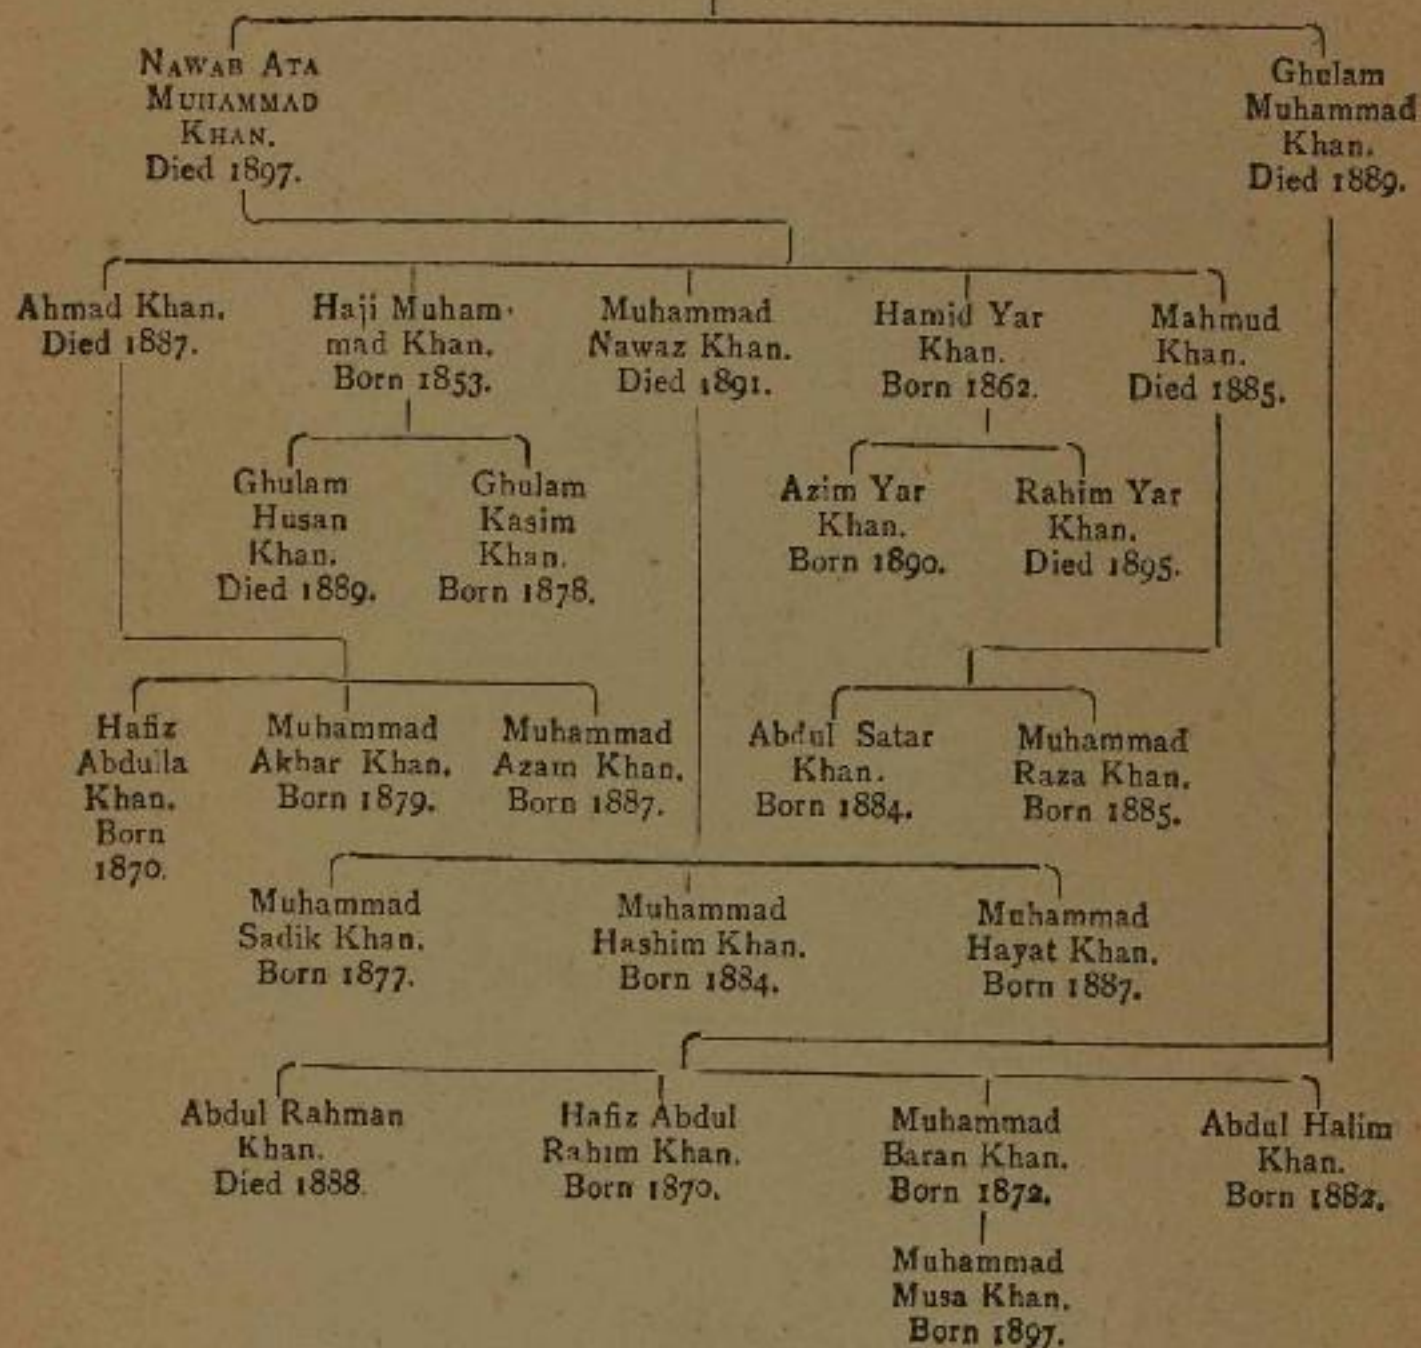 NAWAB ATA
MUHAMMAD
KHAN.
Died 1897.
Ghulam
Muhammad
Khan.
Died 1889.
Ahmad Khan.
Died 1887.
Haji Muham-
mad Khan.
Born 1853.
Muhammad
Nawaz Khan.
Died 1891.
Hamid Yar
Khan.
Born 1862.
Mahmud
Khan.
Died 1885.
Ghulam
Husan
Khan.
Died 1889.
Ghulam
Kasim
Khan.
Born 1878.
Azim Yar
Khan.
Born 1890.
Rahim Yar
Khan.
Died 1895.
Hafiz
Abdulla
Khan.
Born
1870.
Muhammad
Akbar Khan.
Born 1879.
Muhammad
Azam Khan.
Born 1887.
Abdul Satar
Khan.
Born 1884.
Muhammad
Raza Khan.
Born 1885.
Muhammad
Sadik Khan.
Born 1877.
Muhammad
Hashim Khan.
Born 1884.
Muhammad
Hayat Khan.
Born 1887.
Abdul Rahman
Khan.
Died 1888.
Hafiz Abdul
Rahim Khan.
Born 1870.
Muhammad
Baran Khan.
Born 1872.
Abdul Halim
Khan.
Born 1882.
Muhammad
Musa Khan.
Born 1897.